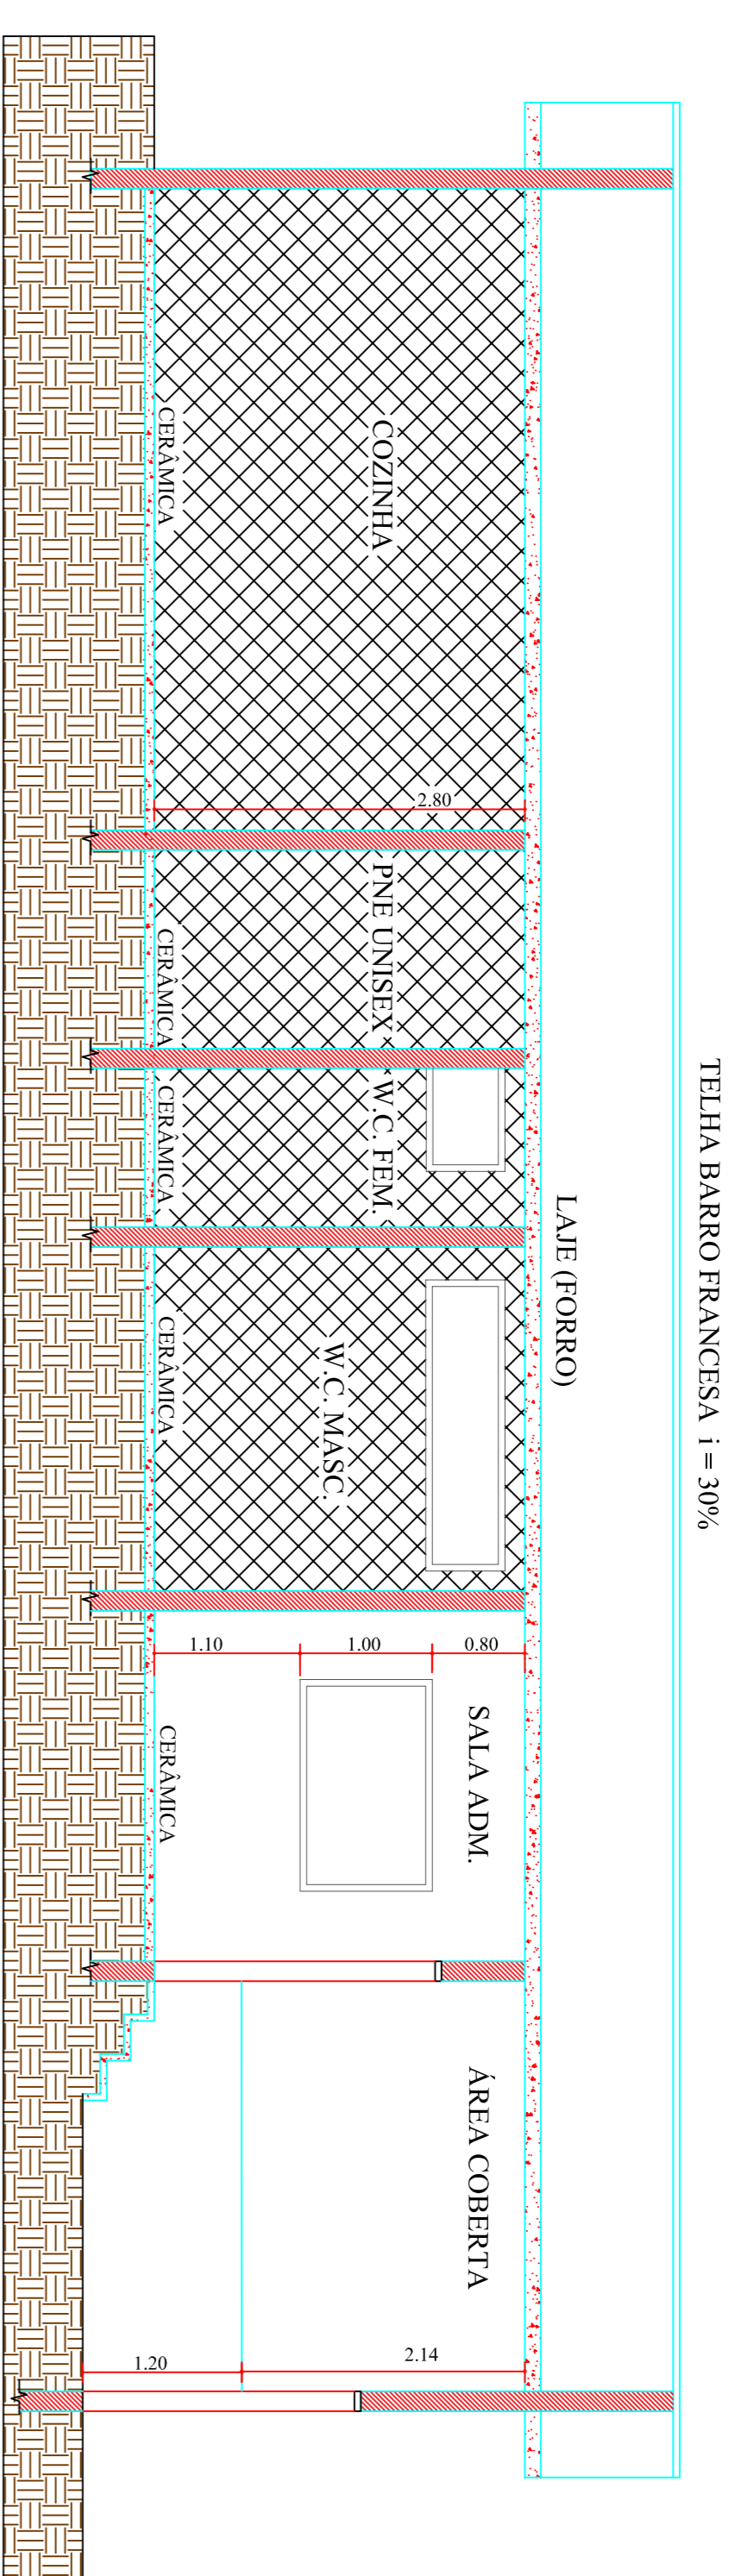 TELHA BARRO FRANCESA i = 30%
LAJE (FORRO)
COZINHA
PNE UNISEX
W.C. FEM.
W.C. MASC.
SALA ADM.
ÁREA COBERTA
2.80
0.80
1.00
1.10
2.14
1.20
CERÂMICA
CERÂMICA
CERÂMICA
CERÂMICA
CERÂMICA